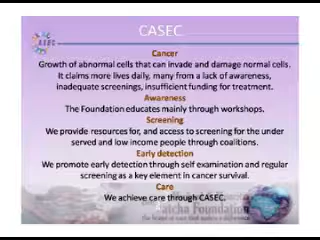 CASEC
CASEC
Cancer
Growth of abnormal cells that can invade and damage normal cells.
It claims more lives daily, many from a lack of awareness,
inadequate screenings, insufficient funding for treatment.
Awareness
The Foundation educates mainly through workshops.
Screening
We provide resources for, and access to screening for the under
served and low income people through coalitions.
Early detection
We promote early detection through self examination and regular
screening as a key element in cancer survival.
Care
We achieve care through CASEC.
Foundation